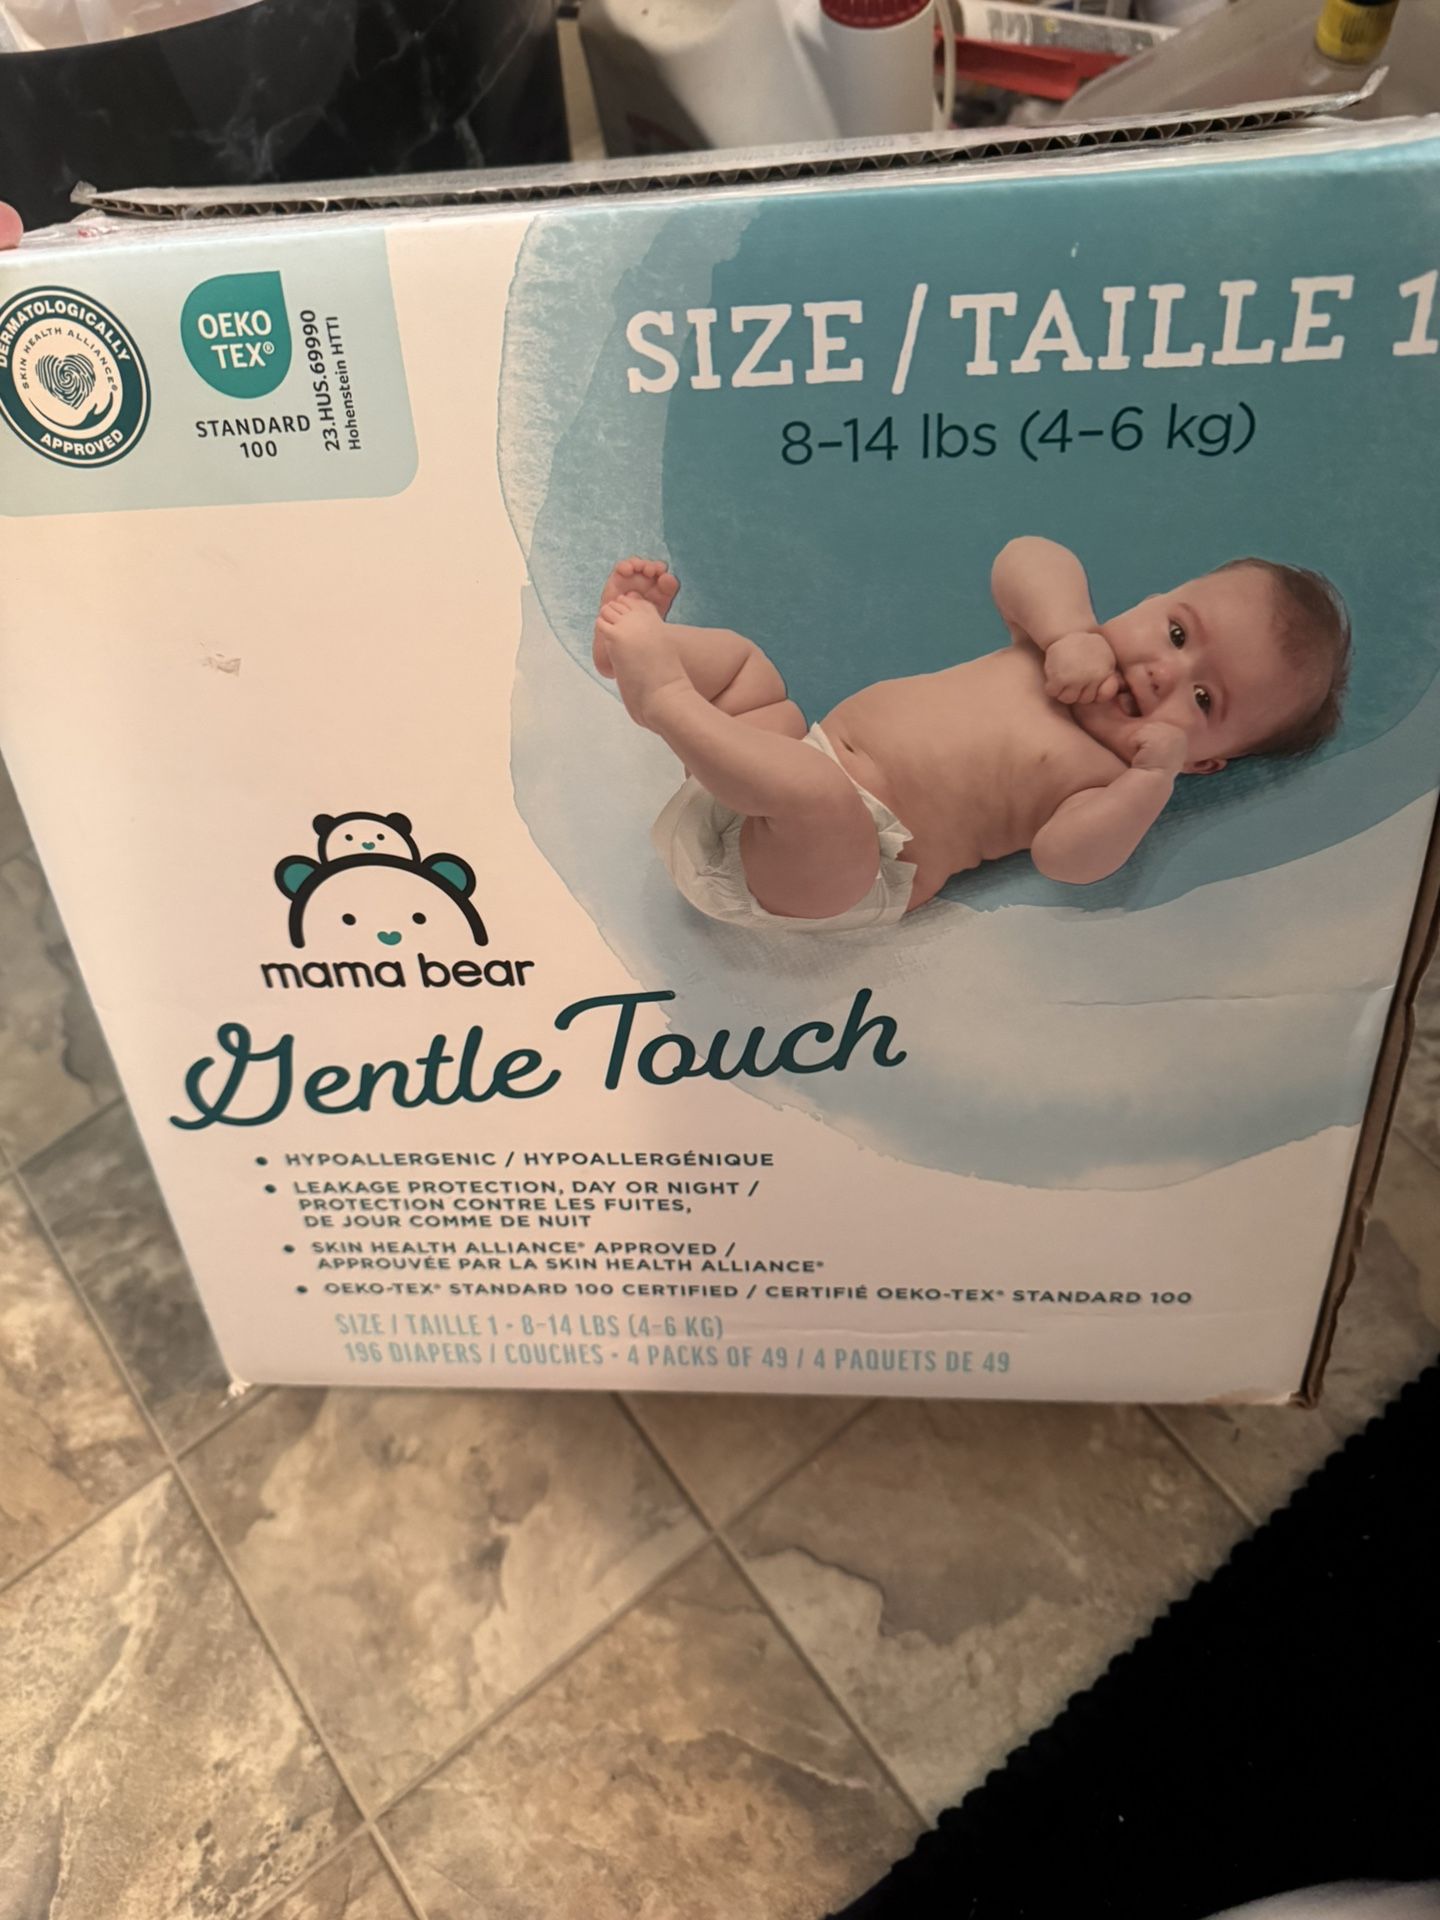 DERMATOLOGICALLY
SKIN HEALTH ALLIANCE®
APPROVED
OEKO
TEX®
STANDARD
100
23.HUS.69990
Hohenstein HTTI
SIZE / TAILLE 1
8–14 lbs (4–6 kg)
mama bear
Gentle Touch
• HYPOALLERGENIC / HYPOALLERGÉNIQUE
• LEAKAGE PROTECTION, DAY OR NIGHT /
PROTECTION CONTRE LES FUITES,
DE JOUR COMME DE NUIT
• SKIN HEALTH ALLIANCE® APPROVED /
APPROUVÉE PAR LA SKIN HEALTH ALLIANCE®
• OEKO-TEX® STANDARD 100 CERTIFIED / CERTIFIÉ OEKO-TEX® STANDARD 100
SIZE / TAILLE 1 - 8-14 LBS (4-6 KG)
196 DIAPERS / COUCHES - 4 PACKS OF 49 / 4 PAQUETS DE 49